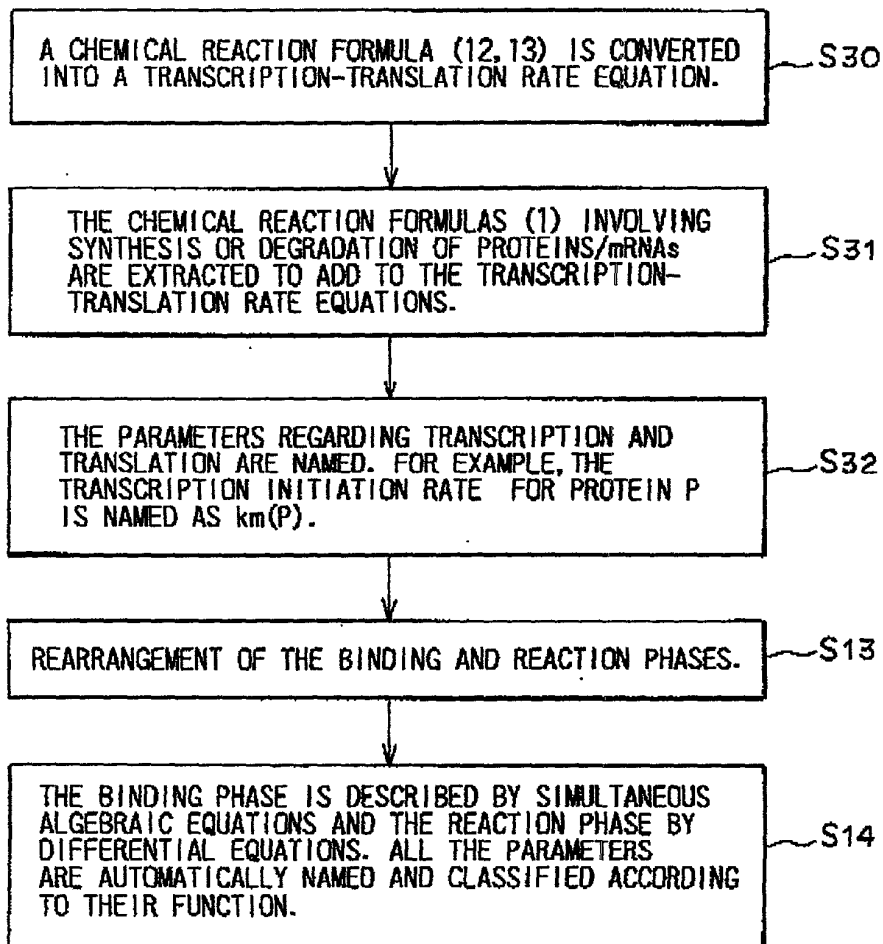 A CHEMICAL REACTION FORMULA (12,13) IS CONVERTED
INTO A TRANSCRIPTION-TRANSLATION RATE EQUATION.
S30
THE CHEMICAL REACTION FORMULAS (1) INVOLVING
SYNTHESIS OR DEGRADATION OF PROTEINS/mRNAs
ARE EXTRACTED TO ADD TO THE TRANSCRIPTION-
TRANSLATION RATE EQUATIONS.
S31
THE PARAMETERS REGARDING TRANSCRIPTION AND
TRANSLATION ARE NAMED. FOR EXAMPLE, THE
TRANSCRIPTION INITIATION RATE FOR PROTEIN P
IS NAMED AS km(P).
S32
REARRANGEMENT OF THE BINDING AND REACTION PHASES.
S13
THE BINDING PHASE IS DESCRIBED BY SIMULTANEOUS
ALGEBRAIC EQUATIONS AND THE REACTION PHASE BY
DIFFERENTIAL EQUATIONS. ALL THE PARAMETERS
ARE AUTOMATICALLY NAMED AND CLASSIFIED ACCORDING
TO THEIR FUNCTION.
S14